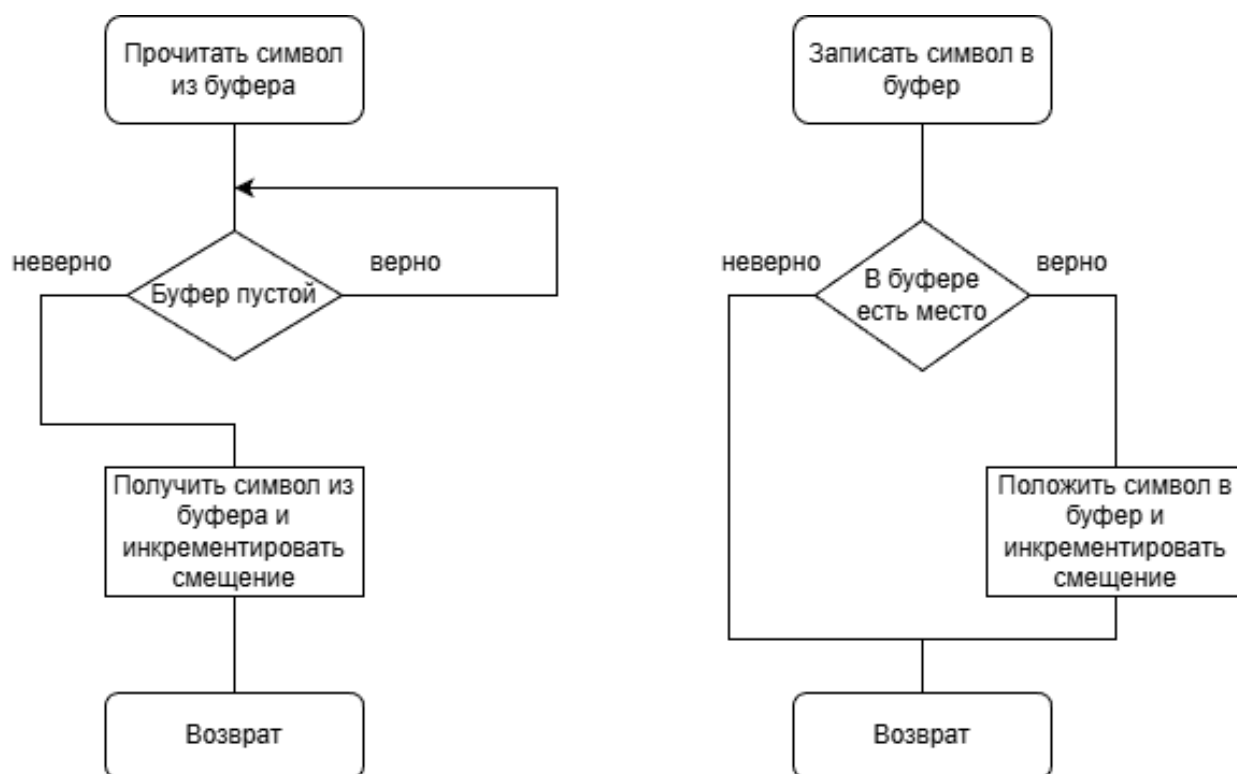 Прочитать символ
из буфера
неверно
верно
Буфер пустой
Получить символ из
буфера и
инкрементировать
смещение
Возврат
Записать символ в
буфер
неверно
верно
В буфере
есть место
Положить символ в
буфер и
инкрементировать
смещение
Возврат